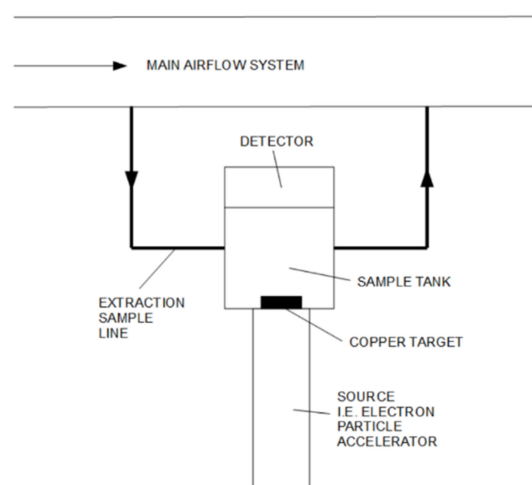 MAIN AIRFLOW SYSTEM
DETECTOR
SAMPLE TANK
EXTRACTION
SAMPLE
LINE
COPPER TARGET
SOURCE
I.E. ELECTRON
PARTICLE
ACCELERATOR